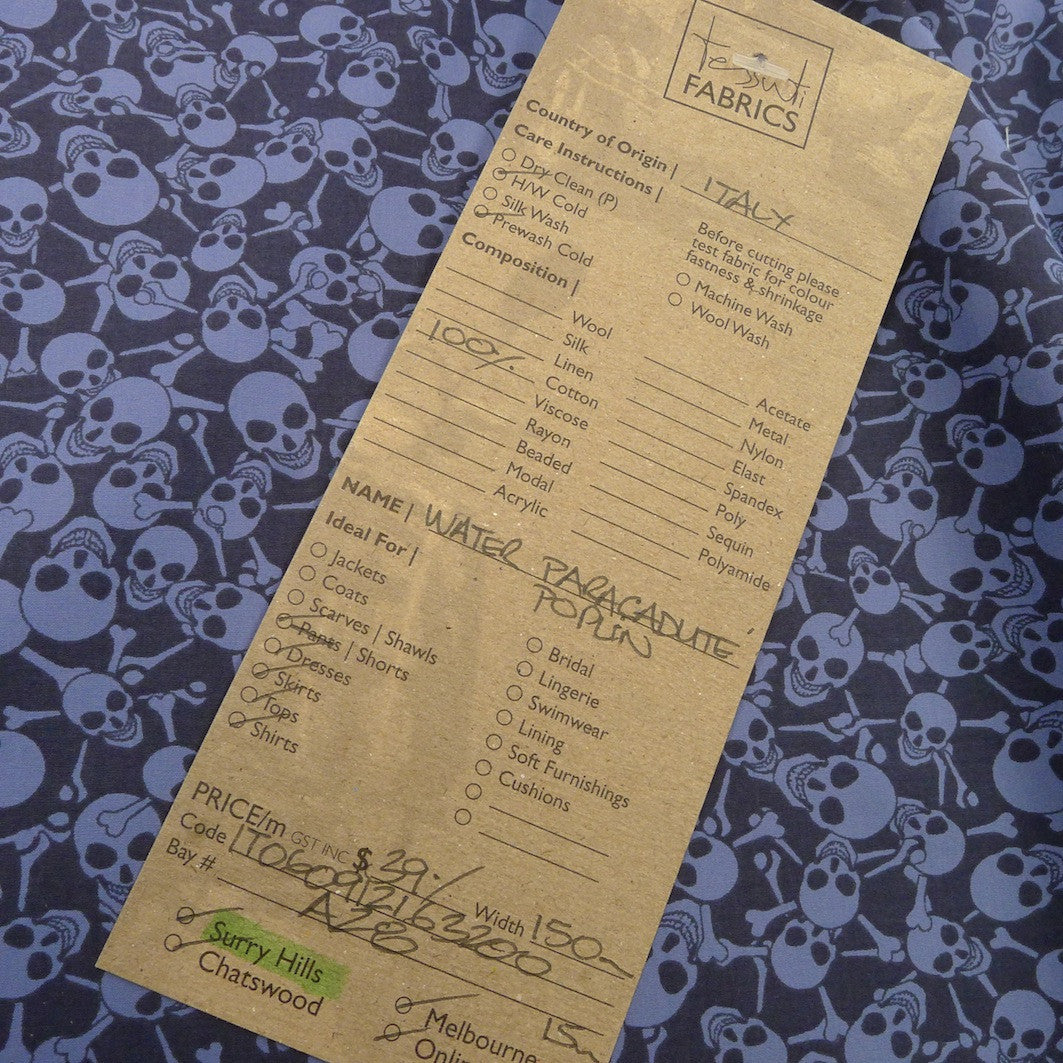 Tessuti
FABRICS
Country of Origin | ITALY
Care Instructions |
Dry Clean (P)
H/W Cold
Silk Wash
Prewash Cold
Before cutting please
test fabric for colour
fastness & shrinkage
Machine Wash
Wool Wash
Composition |
Wool
Silk
Linen
100%. Cotton
Viscose
Rayon
Beaded
Modal
Acrylic
Acetate
Metal
Nylon
Elast
Spandex
Poly
Sequin
Polyamide
NAME | WATER PARACADUTE'
POPLIN
Ideal For |
Jackets
Coats
Scarves | Shawls
Pants | Shorts
Dresses
Skirts
Tops
Shirts
Bridal
Lingerie
Swimwear
Lining
Soft Furnishings
Cushions
PRICE/m GST INC $
Code Width 150
Bay # A228
Surry Hills
Chatswood
Melbourne
15m